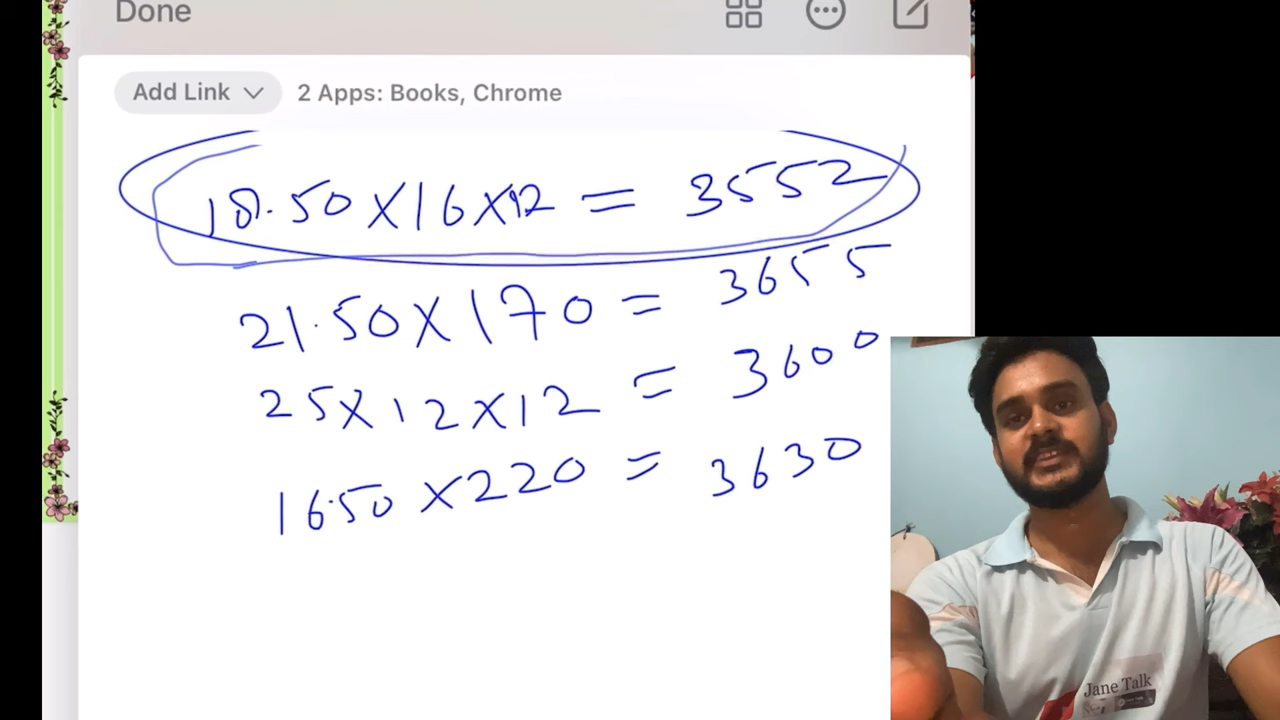 Done
Add Link 2 Apps: Books, Chrome
18.50×16×12 = 3552
21.50×170 = 3655
25×12×12 = 3600
16.50×220 = 3630
Jane Talk